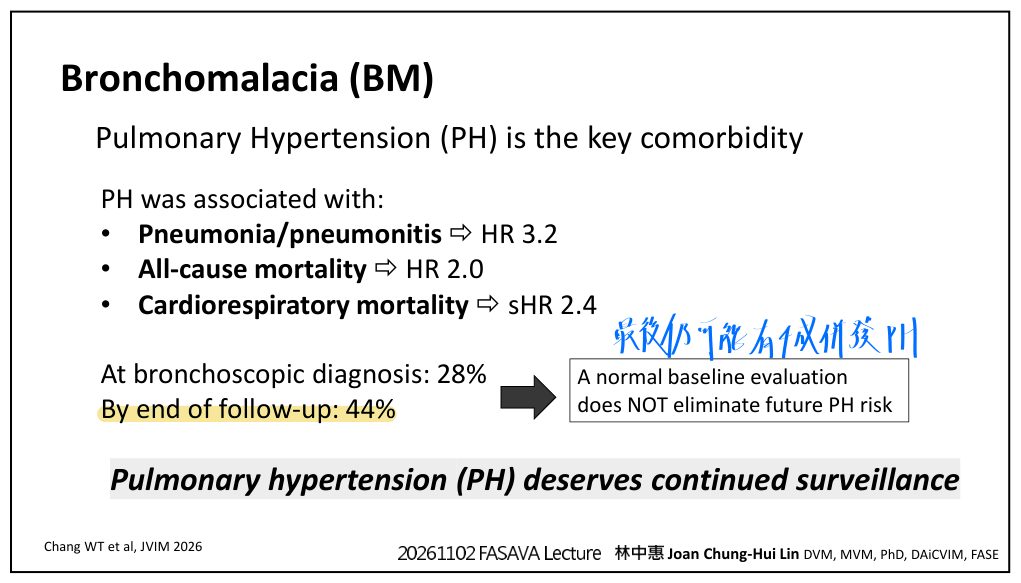 Bronchomalacia (BM)
Pulmonary Hypertension (PH) is the key comorbidity
PH was associated with:
• Pneumonia/pneumonitis ⇨ HR 3.2
• All-cause mortality ⇨ HR 2.0
• Cardiorespiratory mortality ⇨ sHR 2.4
最後仍可能有 併發 PH
At bronchoscopic diagnosis: 28%
By end of follow-up: 44%
A normal baseline evaluation
does NOT eliminate future PH risk
Pulmonary hypertension (PH) deserves continued surveillance
Chang WT et al, JVIM 2026
20261102 FASAVA Lecture 林中惠 Joan Chung-Hui Lin DVM, MVM, PhD, DAiCVIM, FASE